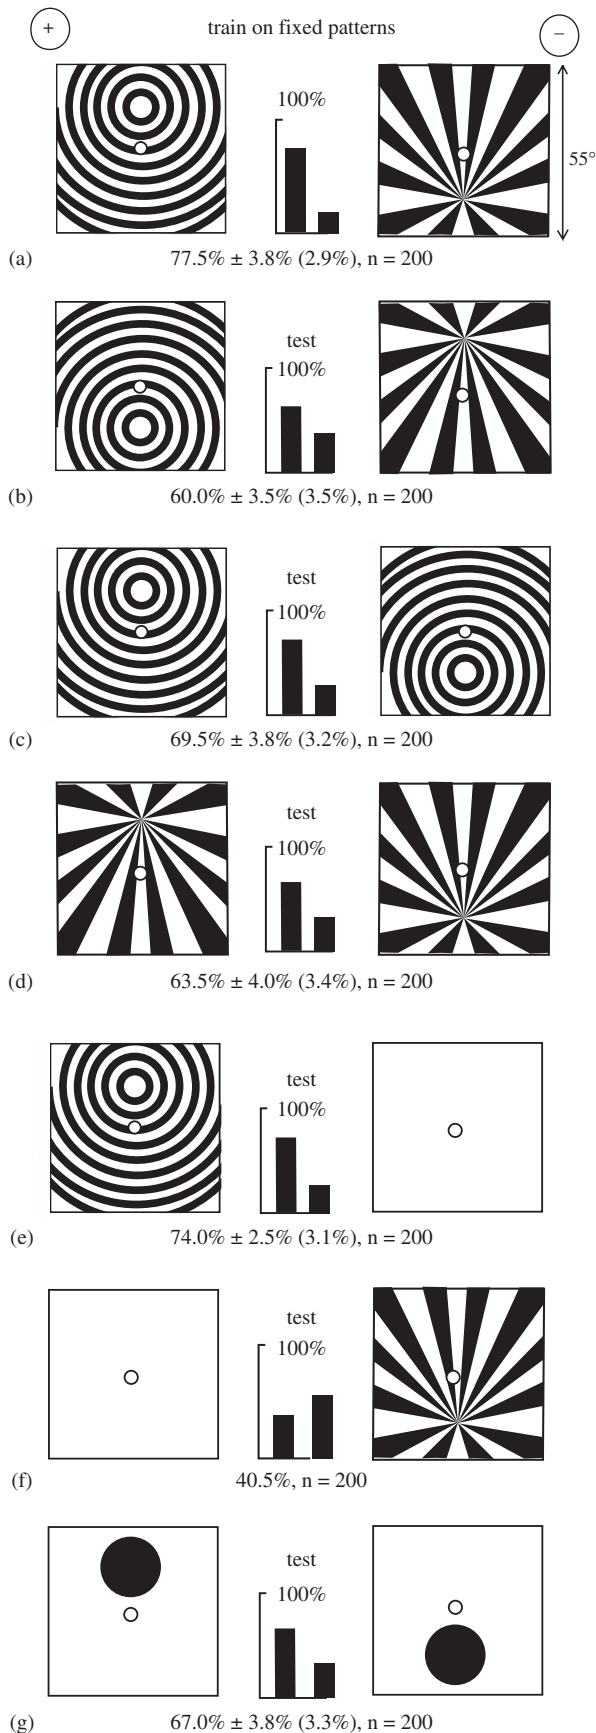 + train on fixed patterns −
100%
55°
(a) 77.5% ± 3.8% (2.9%), n = 200
test
100%
(b) 60.0% ± 3.5% (3.5%), n = 200
test
100%
(c) 69.5% ± 3.8% (3.2%), n = 200
test
100%
(d) 63.5% ± 4.0% (3.4%), n = 200
test
100%
(e) 74.0% ± 2.5% (3.1%), n = 200
test
100%
(f) 40.5%, n = 200
test
100%
(g) 67.0% ± 3.8% (3.3%), n = 200